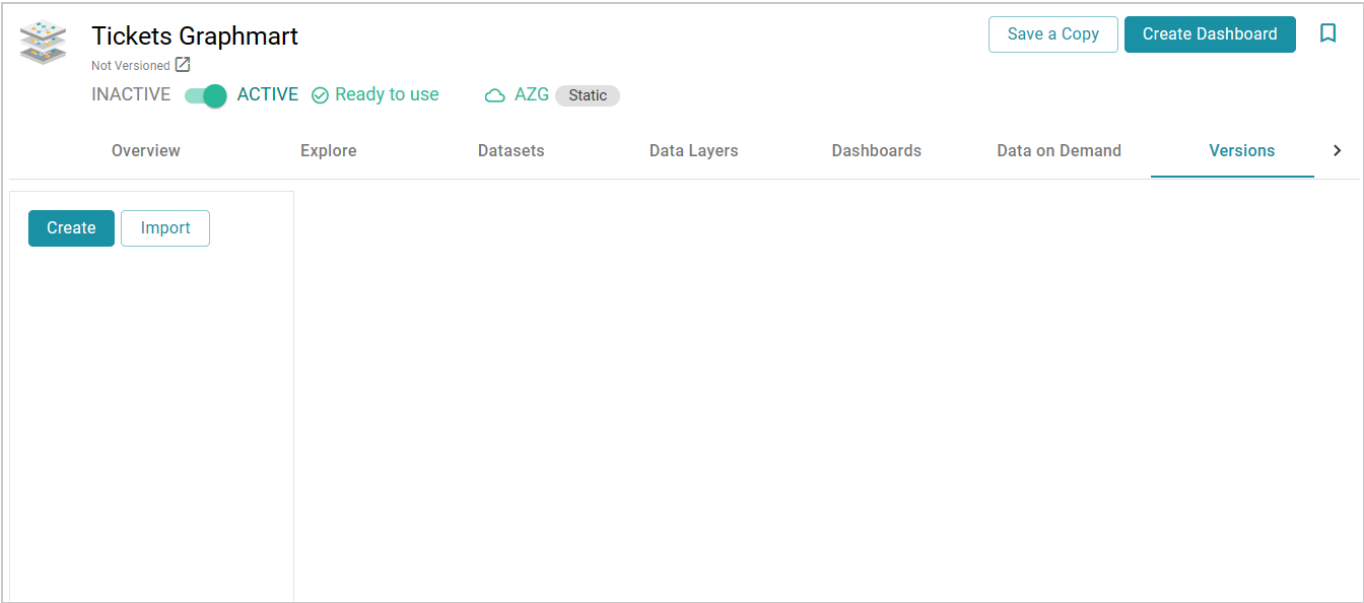 Tickets Graphmart
Save a Copy
Create Dashboard
Not Versioned
INACTIVE ACTIVE Ready to use AZG Static
Overview Explore Datasets Data Layers Dashboards Data on Demand Versions
Create Import